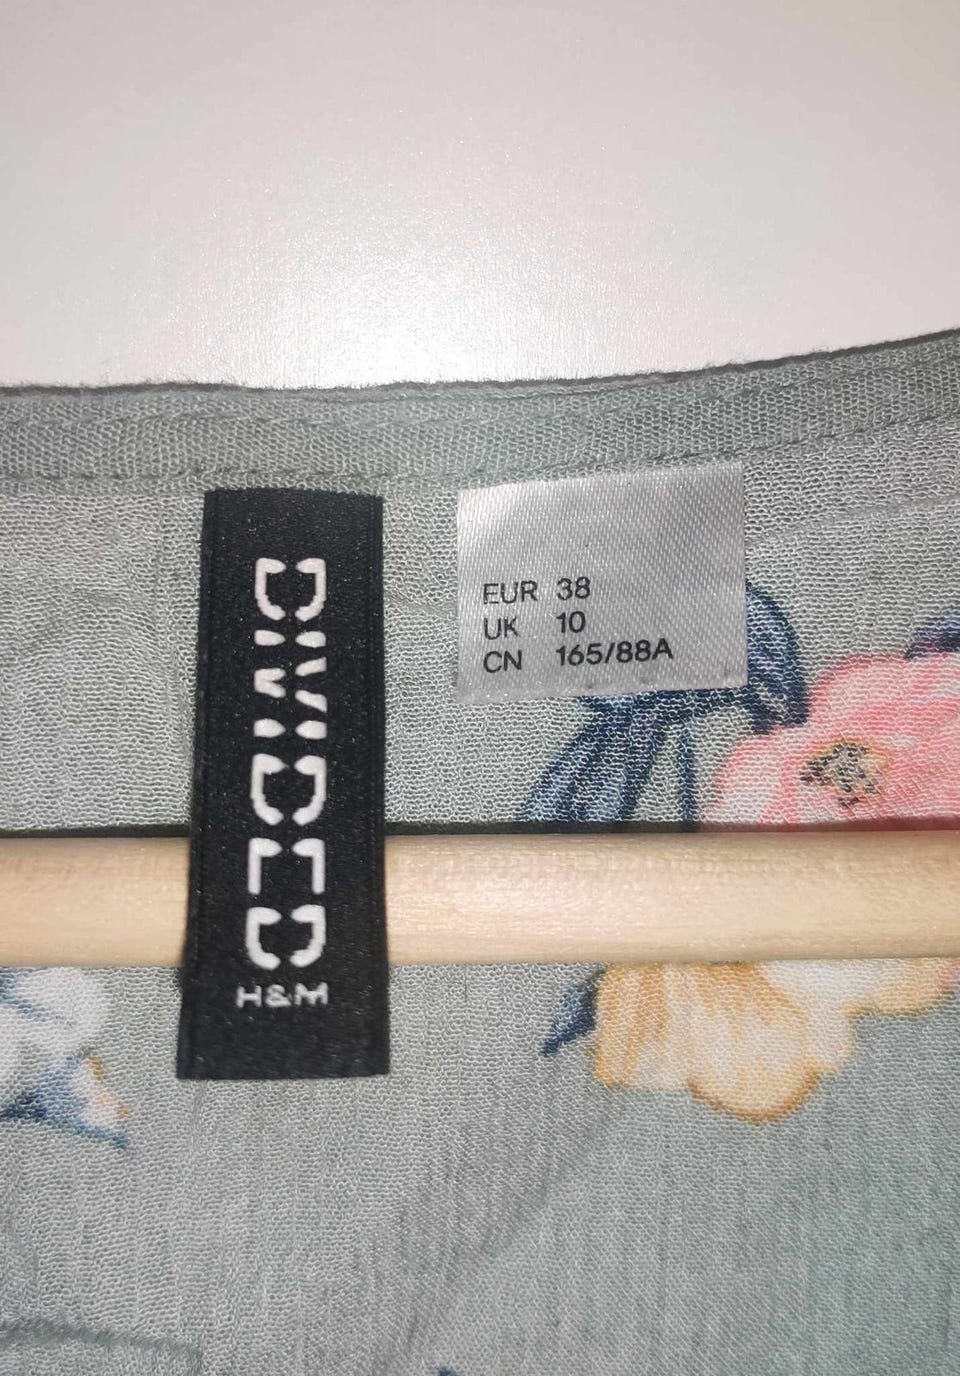 DIVIDED
H&M
EUR 38
UK 10
CN 165/88A